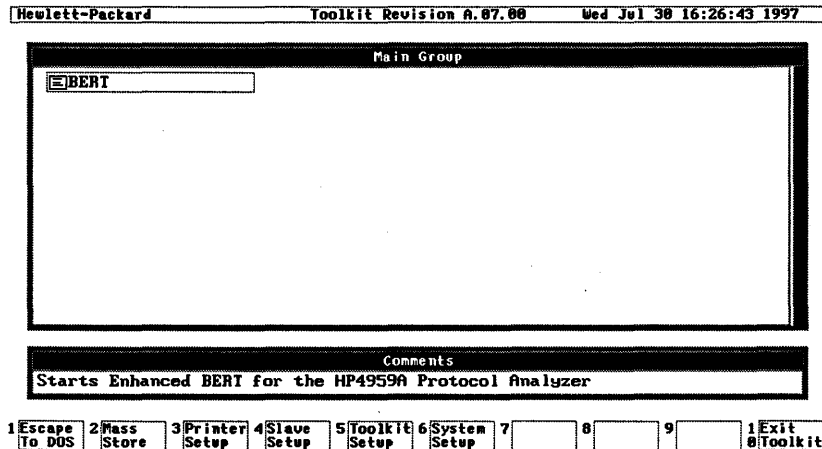 Hewlett-Packard Toolkit Revision A.07.00 Wed Jul 30 16:26:43 1997
Main Group
BERT
Comments
Starts Enhanced BERT for the HP4959A Protocol Analyzer
1 Escape 2 Mass 3 Printer 4 Slave 5 Toolkit 6 System 7 8 9 1 Exit
To DOS Store Setup Setup Setup Setup 0 Toolkit